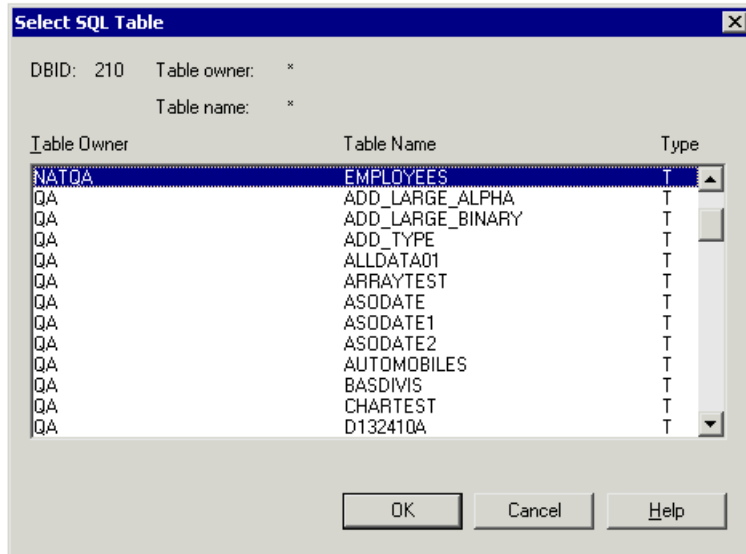 Select SQL Table
DBID: 210 Table owner: *
Table name: *
Table Owner Table Name Type
NATQA EMPLOYEES T
QA ADD_LARGE_ALPHA T
QA ADD_LARGE_BINARY T
QA ADD_TYPE T
QA ALLDATA01 T
QA ARRAYTEST T
QA ASODATE T
QA ASODATE1 T
QA ASODATE2 T
QA AUTOMOBILES T
QA BASDIVIS T
QA CHARTEST T
QA D132410A T
OK Cancel Help